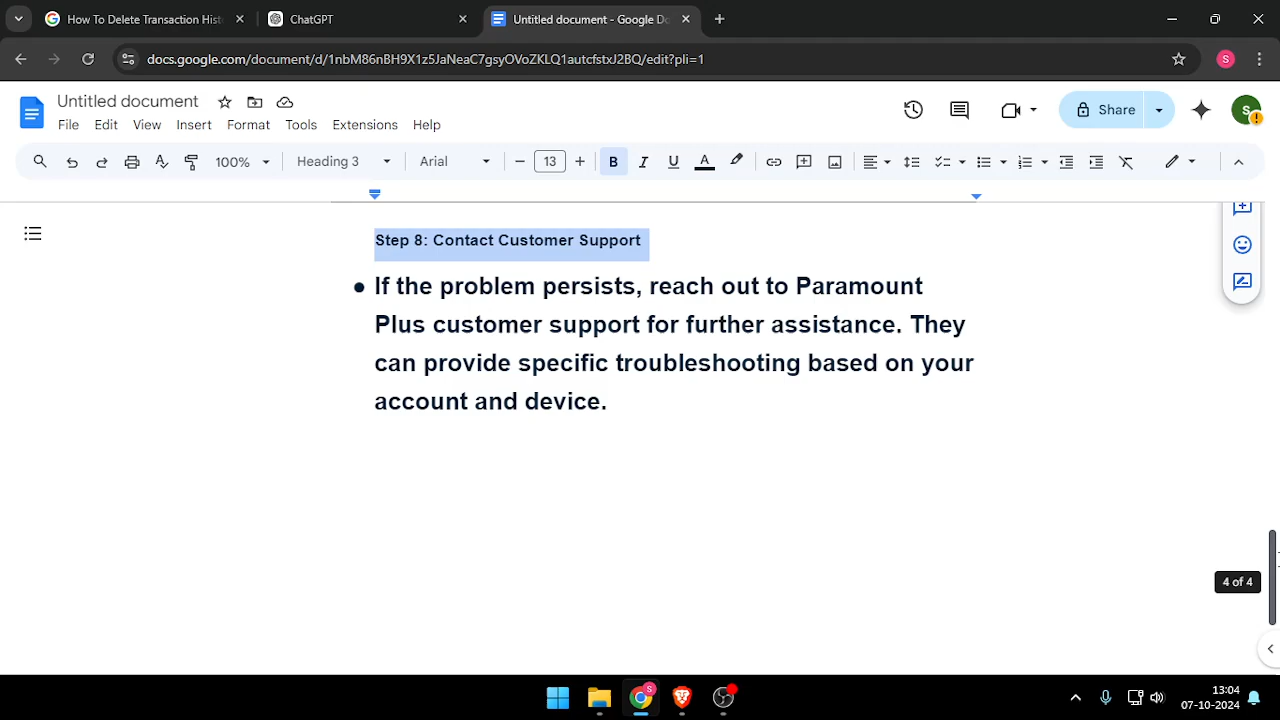 How To Delete Transaction Hist
ChatGPT
Untitled document - Google Do
docs.google.com/document/d/1nbM86nBH9X1z5JaNeaC7gsyOVoZKLQ1autcfstxJ2BQ/edit?pli=1
S
Untitled document
File Edit View Insert Format Tools Extensions Help
Share
S
100% Heading 3 Arial 13 B I U A
Step 8: Contact Customer Support
● If the problem persists, reach out to Paramount
Plus customer support for further assistance. They
can provide specific troubleshooting based on your
account and device.
4 of 4
S
13:04
07-10-2024